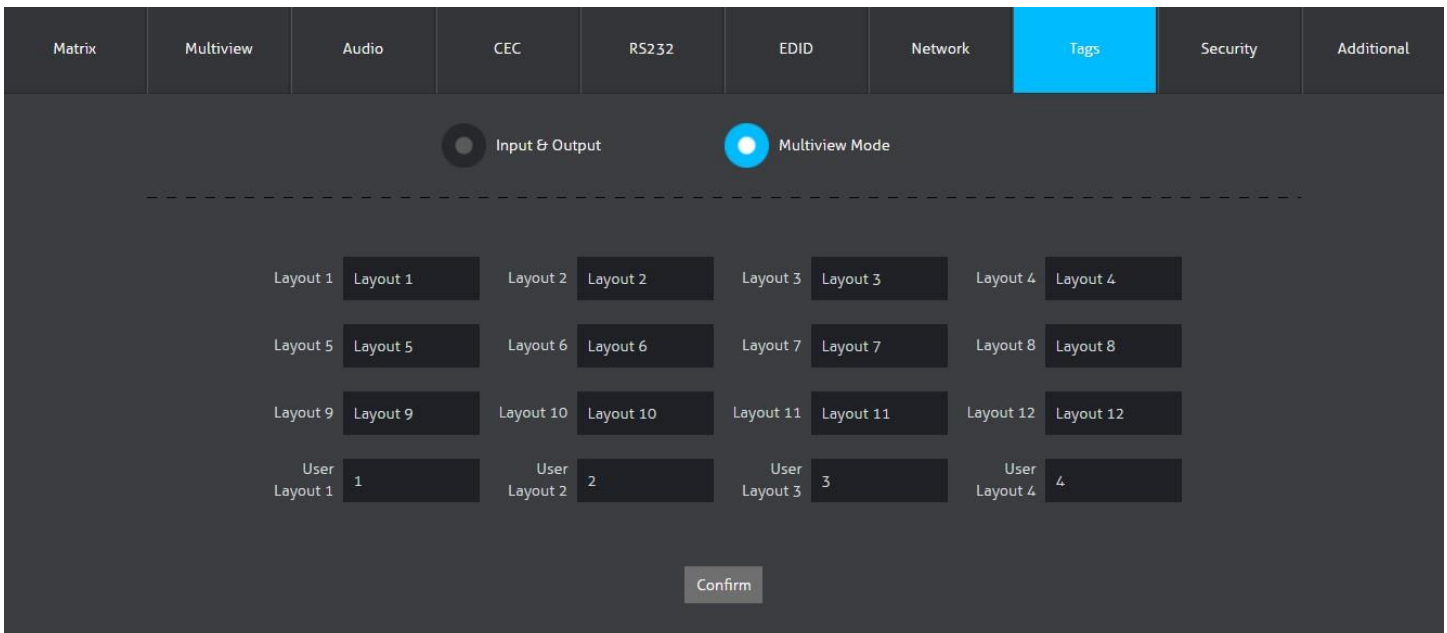 Matrix Multiview Audio CEC RS232 EDID Network Tags Security Additional
Input & Output Multiview Mode
Layout 1 Layout 1 Layout 2 Layout 2 Layout 3 Layout 3 Layout 4 Layout 4
Layout 5 Layout 5 Layout 6 Layout 6 Layout 7 Layout 7 Layout 8 Layout 8
Layout 9 Layout 9 Layout 10 Layout 10 Layout 11 Layout 11 Layout 12 Layout 12
User Layout 1 1 User Layout 2 2 User Layout 3 3 User Layout 4 4
Confirm